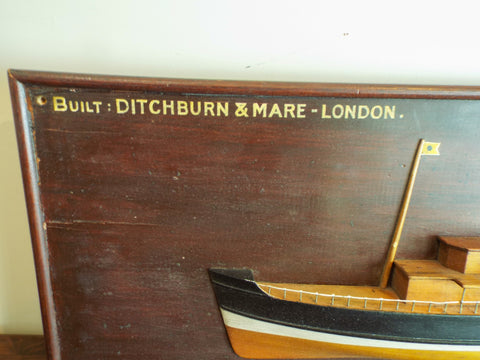 BUILT : DITCHBURN & MARE - LONDON.